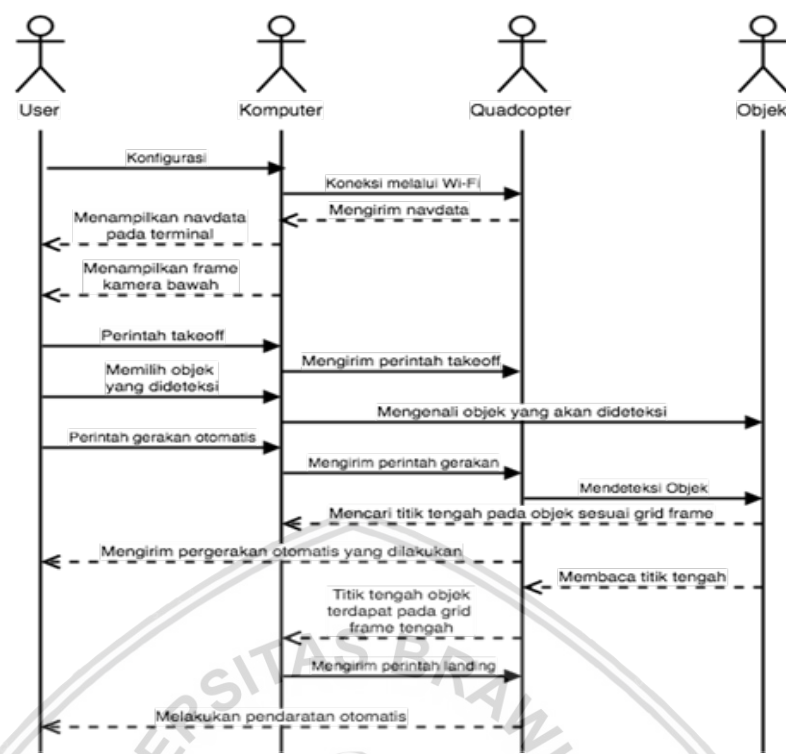 User
Komputer
Quadcopter
Objek
Konfigurasi
Koneksi melalui Wi-Fi
Mengirim navdata
Menampilkan navdata
pada terminal
Menampilkan frame
kamera bawah
Perintah takeoff
Mengirim perintah takeoff
Memilih objek
yang dideteksi
Mengenali objek yang akan dideteksi
Perintah gerakan otomatis
Mengirim perintah gerakan
Mendeteksi Objek
Mencari titik tengah pada objek sesuai grid frame
Mengirim pergerakan otomatis yang dilakukan
Membaca titik tengah
Titik tengah objek
terdapat pada grid
frame tengah
Mengirim perintah landing
Melakukan pendaratan otomatis
ERSITAS BRAW